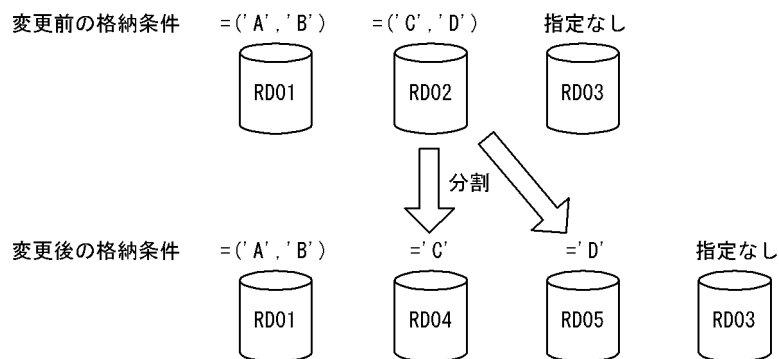 変更前の格納条件 =('A','B') =('C','D') 指定なし
RD01 RD02 RD03
分割
変更後の格納条件 =('A','B') ='C' ='D' 指定なし
RD01 RD04 RD05 RD03